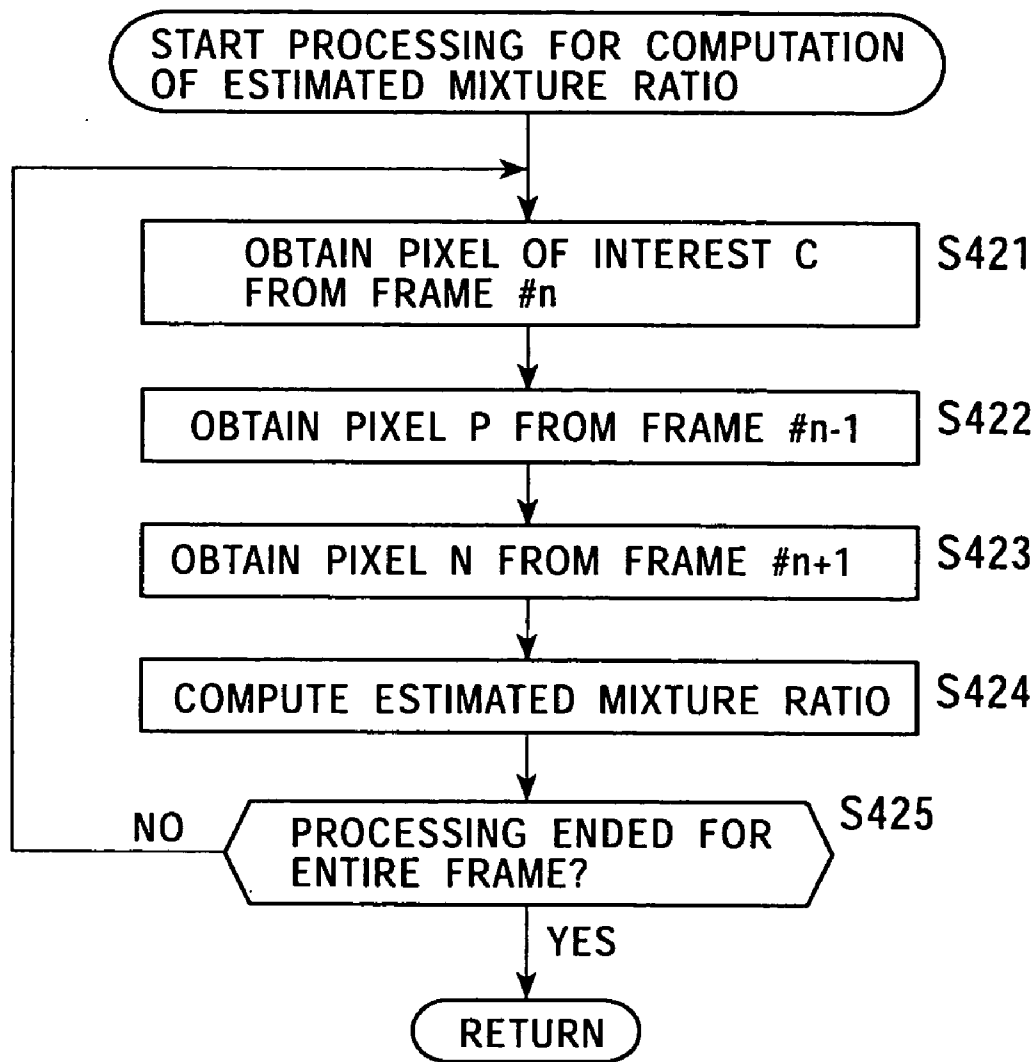 START PROCESSING FOR COMPUTATION
OF ESTIMATED MIXTURE RATIO
OBTAIN PIXEL OF INTEREST C
FROM FRAME #n
S421
OBTAIN PIXEL P FROM FRAME #n-1
S422
OBTAIN PIXEL N FROM FRAME #n+1
S423
COMPUTE ESTIMATED MIXTURE RATIO
S424
PROCESSING ENDED FOR
ENTIRE FRAME?
S425
NO
YES
RETURN